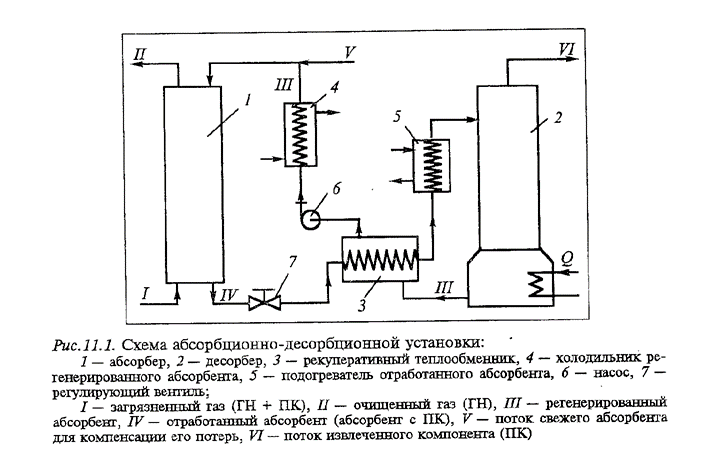 II
V
VI
III
4
1
5
2
6
7
Q
I
IV
3
III
Рис.11.1. Схема абсорбционно-десорбционной установки:
1 — абсорбер, 2 — десорбер, 3 — рекуперативный теплообменник, 4 — холодильник ре-
генерированного абсорбента, 5 — подогреватель отработанного абсорбента, 6 — насос, 7 —
регулирующий вентиль;
I — загрязненный газ (ГН + ПК), II — очищенный газ (ГН), III — регенерированный
абсорбент, IV — отработанный абсорбент (абсорбент с ПК), V — поток свежего абсорбента
для компенсации его потерь, VI — поток извлеченного компонента (ПК)